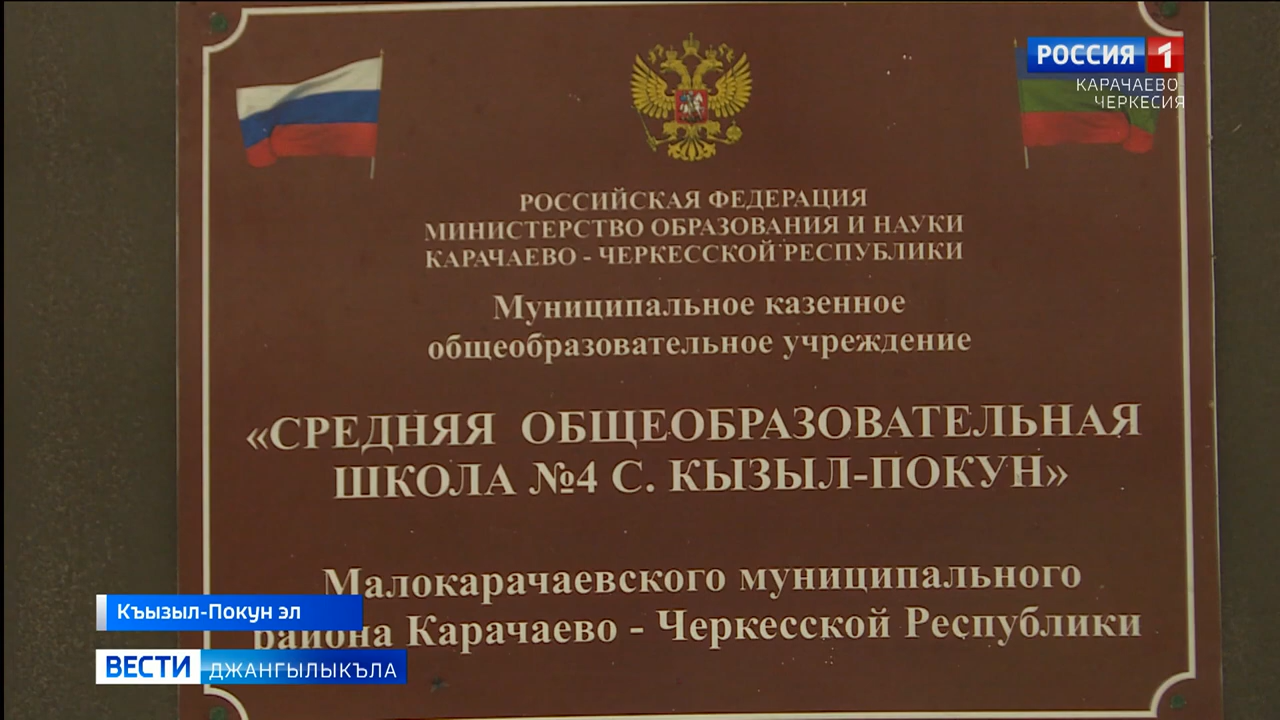 РОССИЯ 1
КАРАЧАЕВО
ЧЕРКЕСИЯ
РОССИЙСКАЯ ФЕДЕРАЦИЯ
МИНИСТЕРСТВО ОБРАЗОВАНИЯ И НАУКИ
КАРАЧАЕВО - ЧЕРКЕССКОЙ РЕСПУБЛИКИ
Муниципальное казенное
общеобразовательное учреждение
«СРЕДНЯЯ ОБЩЕОБРАЗОВАТЕЛЬНАЯ
ШКОЛА №4 С. КЫЗЫЛ-ПОКУН»
Малокарачаевского муниципального
района Карачаево - Черкесской Республики
Къызыл-Покун эл
ВЕСТИ ДЖАНГЫЛЫКЪЛА